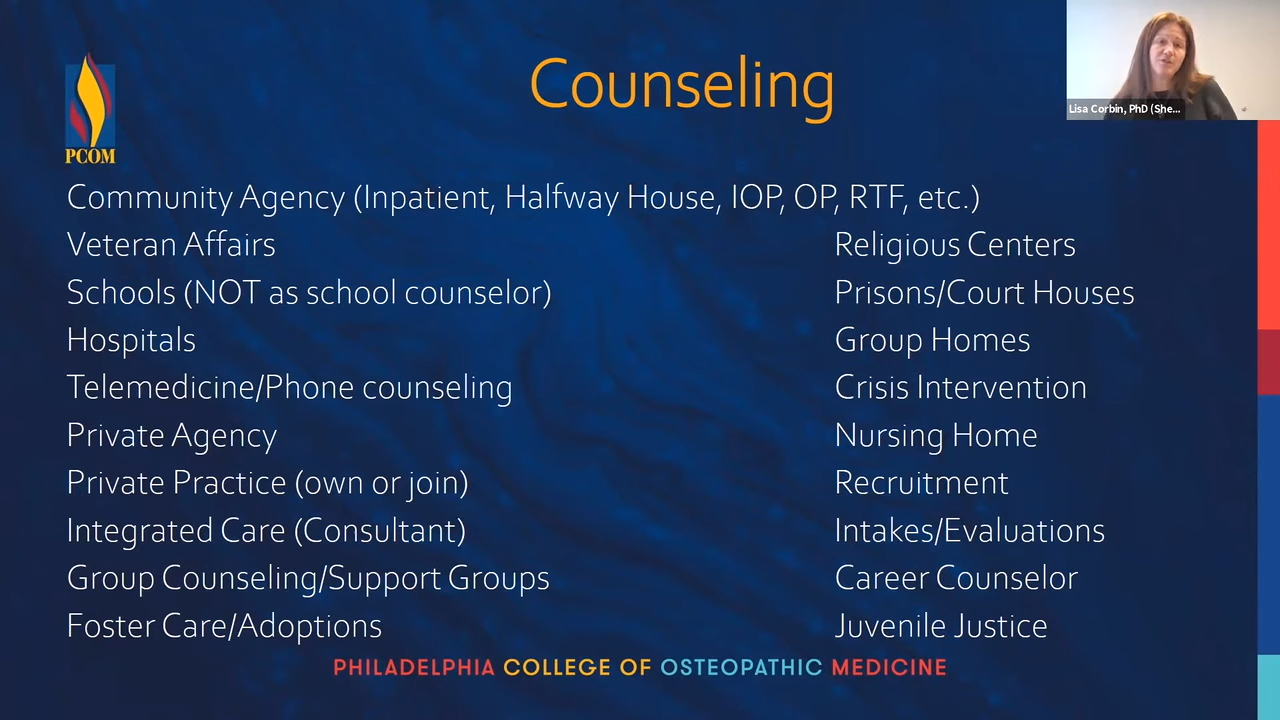 Counseling
Lisa Corbin, PhD (She...
PCOM
Community Agency (Inpatient, Halfway House, IOP, OP, RTF, etc.)
Veteran Affairs
Schools (NOT as school counselor)
Hospitals
Telemedicine/Phone counseling
Private Agency
Private Practice (own or join)
Integrated Care (Consultant)
Group Counseling/Support Groups
Foster Care/Adoptions
Religious Centers
Prisons/Court Houses
Group Homes
Crisis Intervention
Nursing Home
Recruitment
Intakes/Evaluations
Career Counselor
Juvenile Justice
PHILADELPHIA COLLEGE OF OSTEOPATHIC MEDICINE